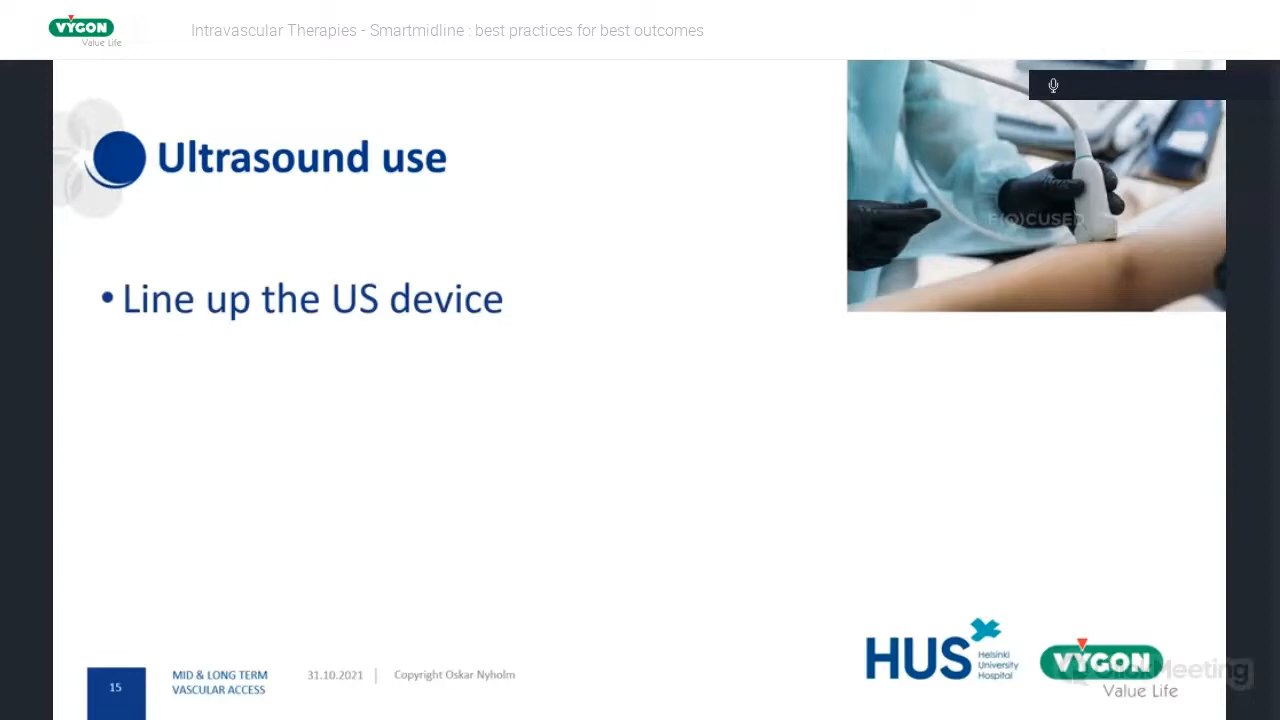 VYGON
Value Life
Intravascular Therapies - Smartmidline : best practices for best outcomes
Ultrasound use
• Line up the US device
15
MID & LONG TERM
VASCULAR ACCESS
31.10.2021
Copyright Oskar Nyholm
HUS
Helsinki
University
Hospital
VYGON
Value Life
ClickMeeting